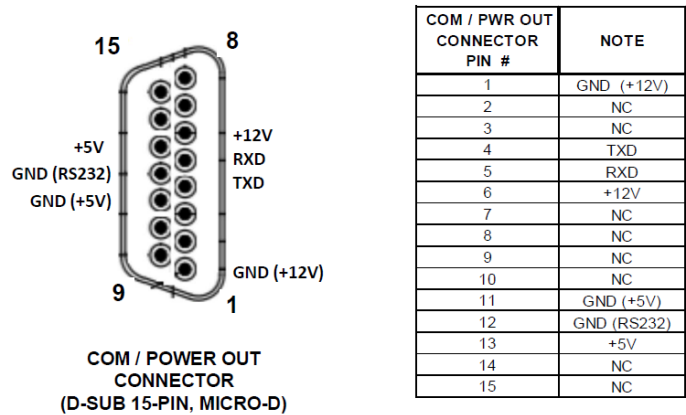 15
8
+5V
GND (RS232)
GND (+5V)
+12V
RXD
TXD
GND (+12V)
9
1
COM / POWER OUT
CONNECTOR
(D-SUB 15-PIN, MICRO-D)
COM / PWR OUT
CONNECTOR
PIN #
NOTE
1 GND (+12V)
2 NC
3 NC
4 TXD
5 RXD
6 +12V
7 NC
8 NC
9 NC
10 NC
11 GND (+5V)
12 GND (RS232)
13 +5V
14 NC
15 NC